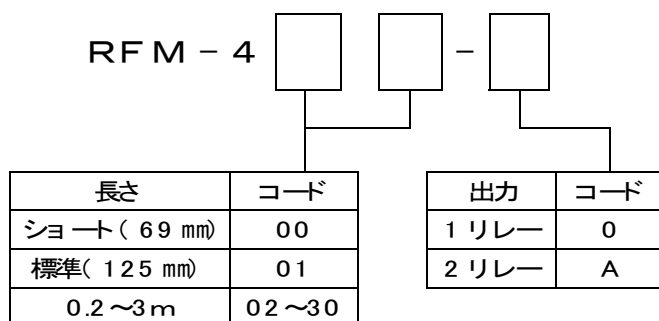 RFM-4 -
長さ コード
ショート(69㎜) 00
標準(125㎜) 01
0.2～3m 02～30
出力 コード
1リレー 0
2リレー A